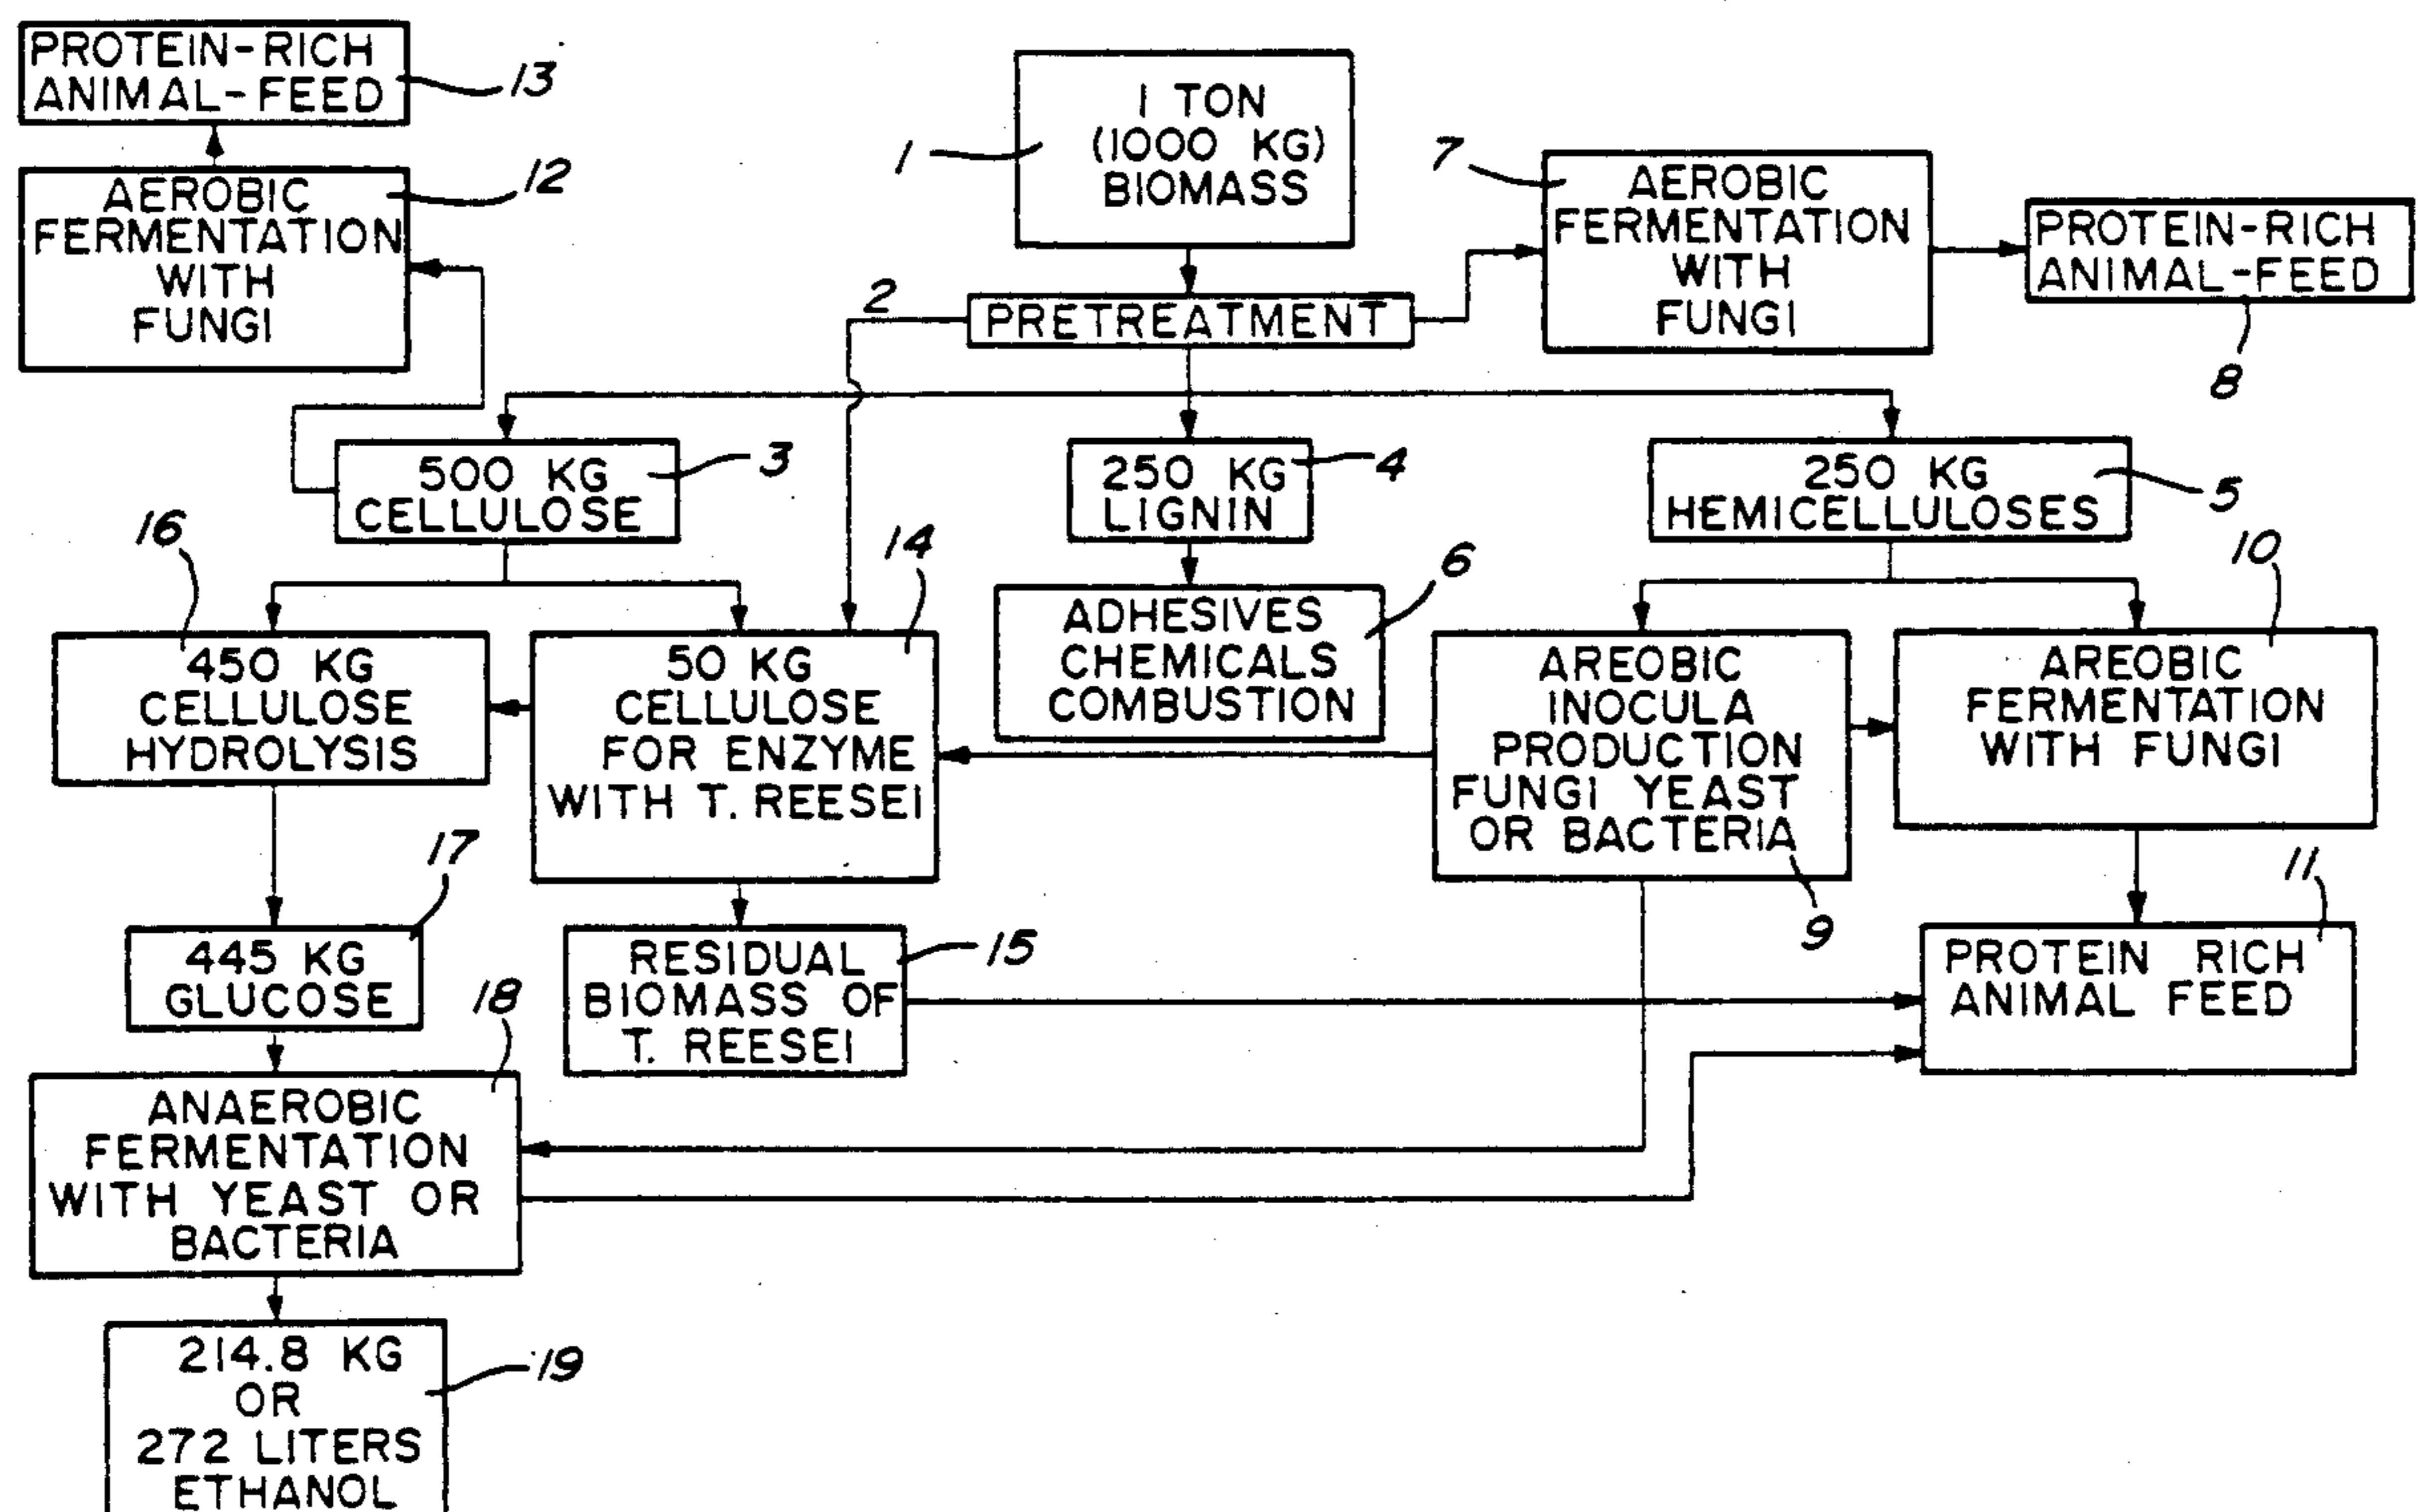 PROTEIN-RICH
ANIMAL-FEED
13
AEROBIC
FERMENTATION
WITH
FUNGI
12
1 TON
(1000 KG)
BIOMASS
1
PRETREATMENT
2
AEROBIC
FERMENTATION
WITH
FUNGI
7
PROTEIN-RICH
ANIMAL-FEED
8
500 KG
CELLULOSE
3
250 KG
LIGNIN
4
250 KG
HEMICELLULOSES
5
16
450 KG
CELLULOSE
HYDROLYSIS
14
50 KG
CELLULOSE
FOR ENZYME
WITH T. REESEI
6
ADHESIVES
CHEMICALS
COMBUSTION
AREOBIC
INOCULA
PRODUCTION
FUNGI YEAST
OR BACTERIA
9
10
AREOBIC
FERMENTATION
WITH FUNGI
17
445 KG
GLUCOSE
RESIDUAL
BIOMASS OF
T. REESEI
15
11
PROTEIN RICH
ANIMAL FEED
18
ANAEROBIC
FERMENTATION
WITH YEAST OR
BACTERIA
214.8 KG
OR
272 LITERS
ETHANOL
19